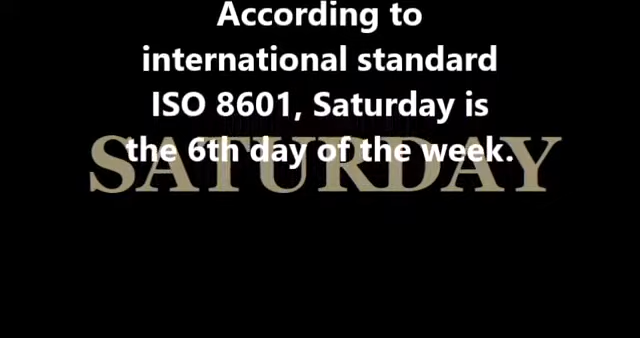 According to
international standard
ISO 8601, Saturday is
the 6th day of the week.
SATURDAY